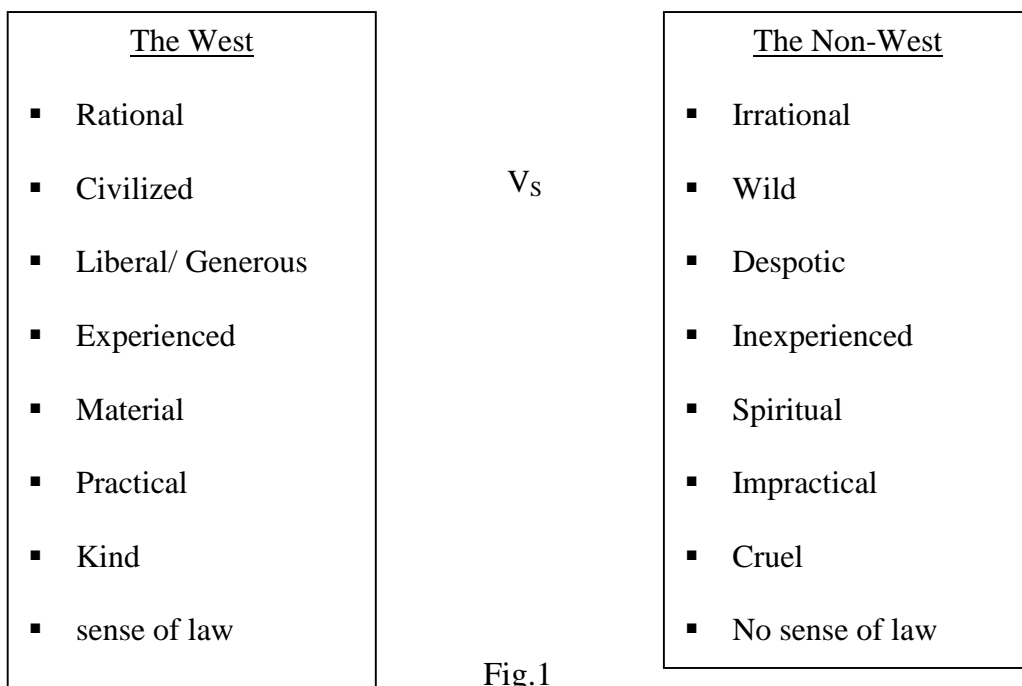 The West
▪ Rational
▪ Civilized
▪ Liberal/ Generous
▪ Experienced
▪ Material
▪ Practical
▪ Kind
▪ sense of law
Vs
The Non-West
▪ Irrational
▪ Wild
▪ Despotic
▪ Inexperienced
▪ Spiritual
▪ Impractical
▪ Cruel
▪ No sense of law
Fig.1